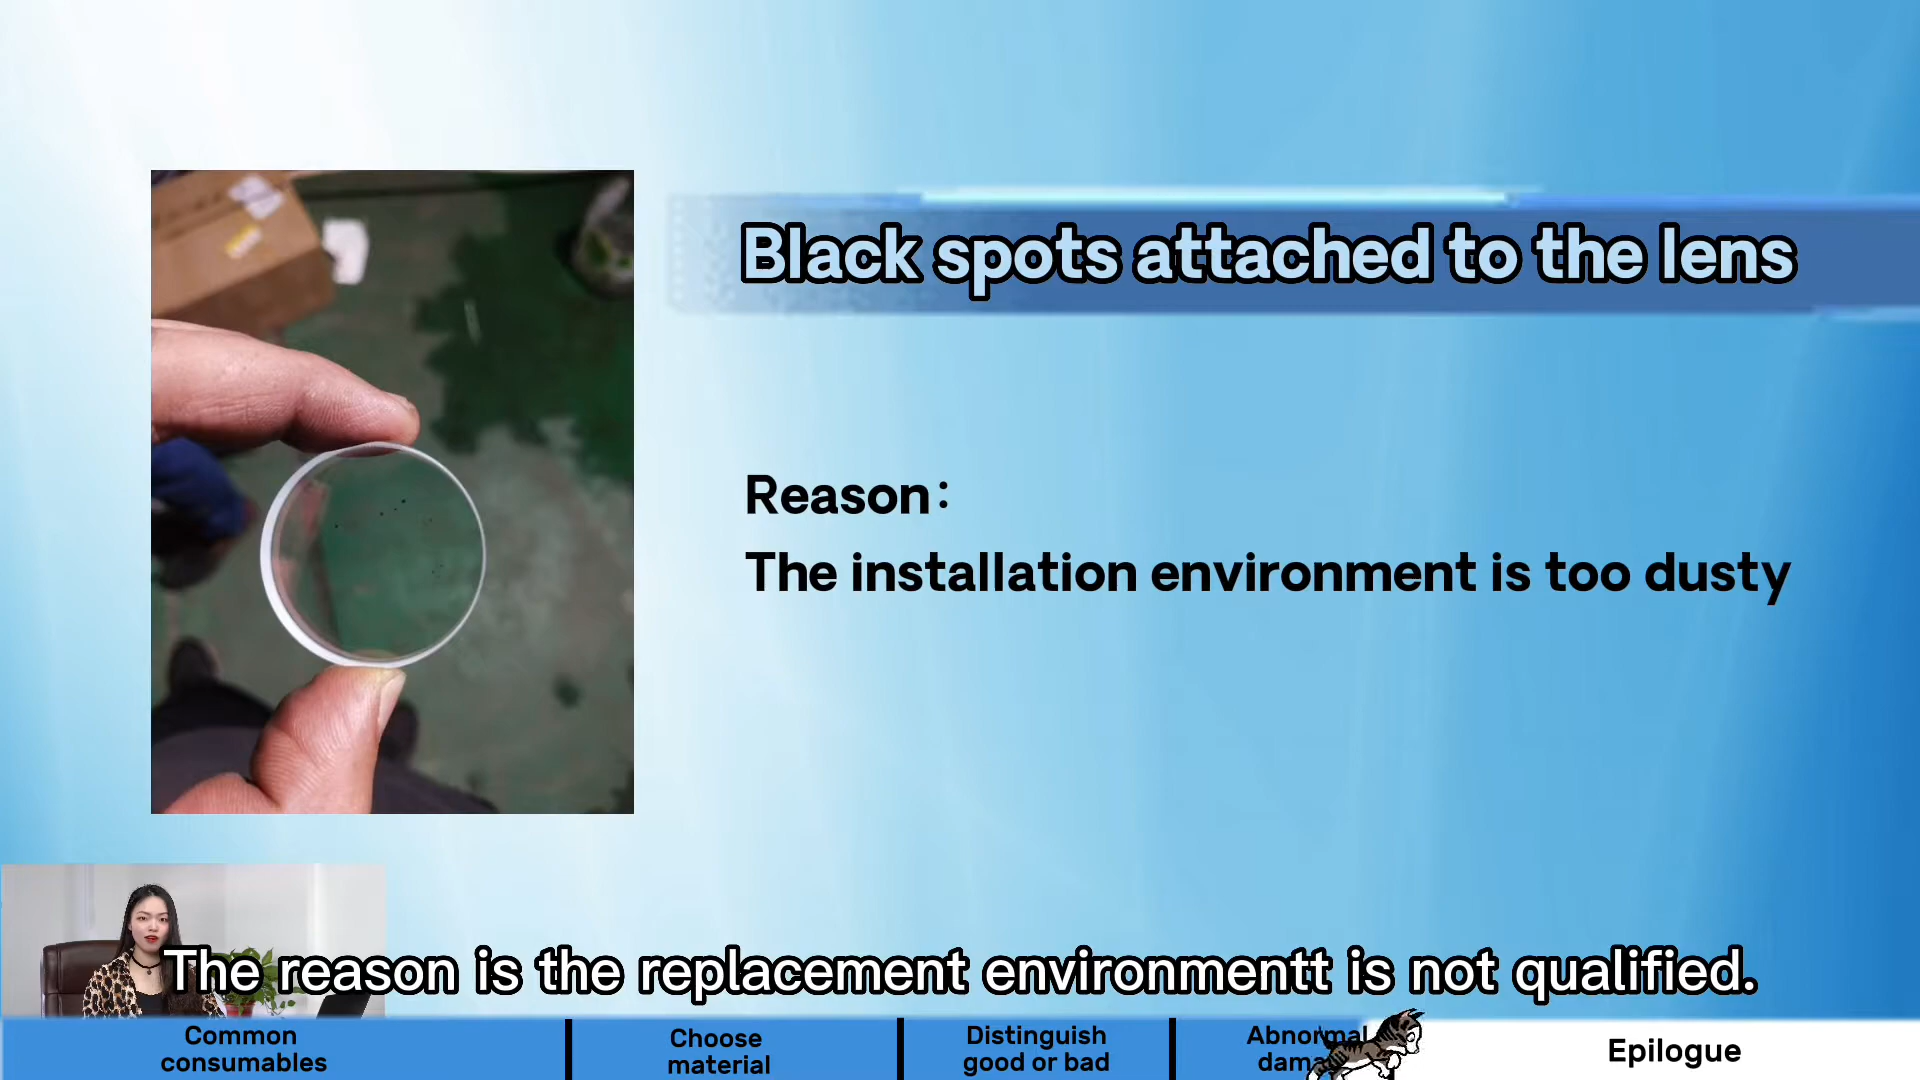 Black spots attached to the lens
Reason:
The installation environment is too dusty
The reason is the replacement environmentt is not qualified.
Common
consumables
Choose
material
Distinguish
good or bad
Abnormal
Epilogue